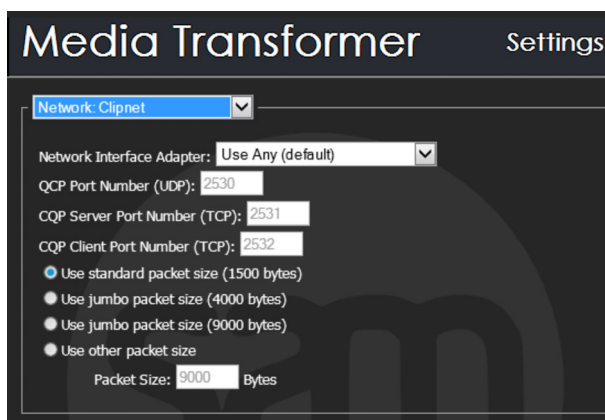 Media Transformer Settings
Network: Clipnet
Network Interface Adapter: Use Any (default)
QCP Port Number (UDP): 2530
CQP Server Port Number (TCP): 2531
CQP Client Port Number (TCP): 2532
Use standard packet size (1500 bytes)
Use jumbo packet size (4000 bytes)
Use jumbo packet size (9000 bytes)
Use other packet size
Packet Size: 9000 Bytes